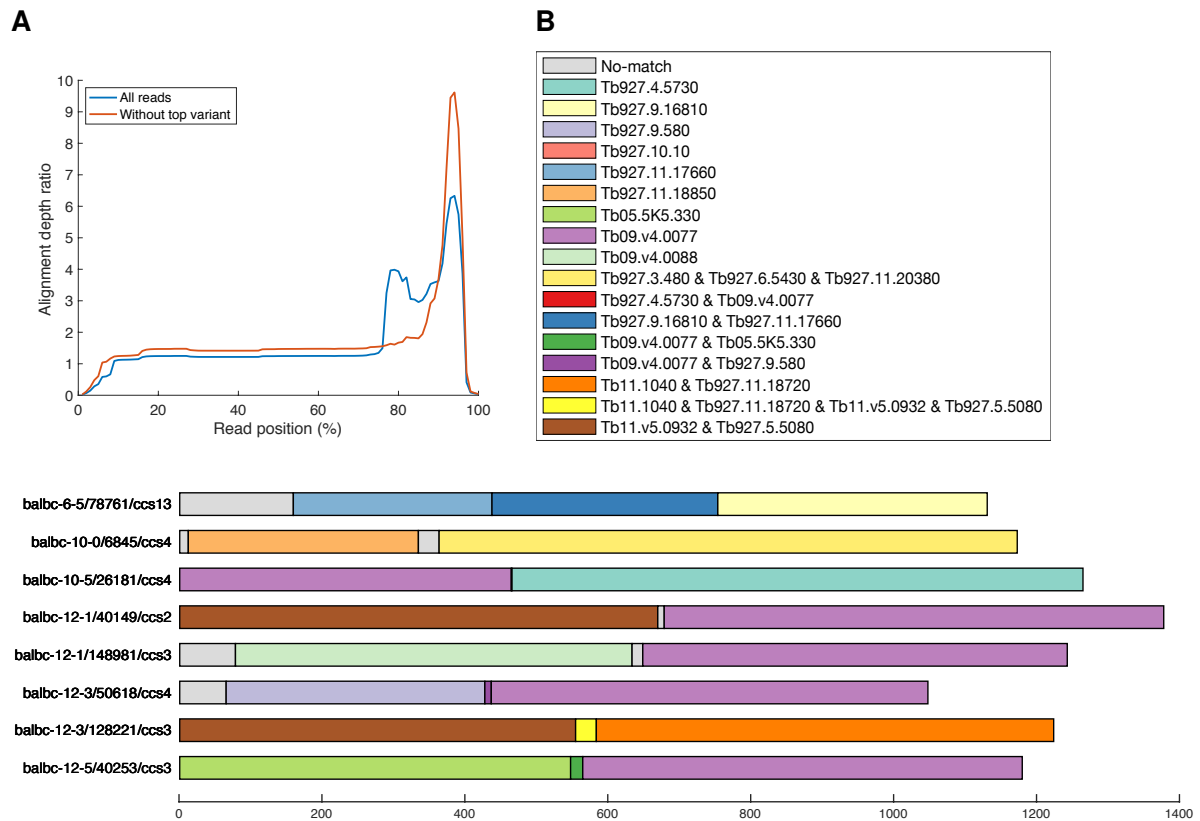 A
B
10
9
8
7
6
5
4
3
2
1
0
Alignment depth ratio
All reads
Without top variant
0 20 40 60 80 100
Read position (%)
No-match
Tb927.4.5730
Tb927.9.16810
Tb927.9.580
Tb927.10.10
Tb927.11.17660
Tb927.11.18850
Tb05.5K5.330
Tb09.v4.0077
Tb09.v4.0088
Tb927.3.480 & Tb927.6.5430 & Tb927.11.20380
Tb927.4.5730 & Tb09.v4.0077
Tb927.9.16810 & Tb927.11.17660
Tb09.v4.0077 & Tb05.5K5.330
Tb09.v4.0077 & Tb927.9.580
Tb11.1040 & Tb927.11.18720
Tb11.1040 & Tb927.11.18720 & Tb11.v5.0932 & Tb927.5.5080
Tb11.v5.0932 & Tb927.5.5080
balbc-6-5/78761/ccs13
balbc-10-0/6845/ccs4
balbc-10-5/26181/ccs4
balbc-12-1/40149/ccs2
balbc-12-1/148981/ccs3
balbc-12-3/50618/ccs4
balbc-12-3/128221/ccs3
balbc-12-5/40253/ccs3
0 200 400 600 800 1000 1200 1400